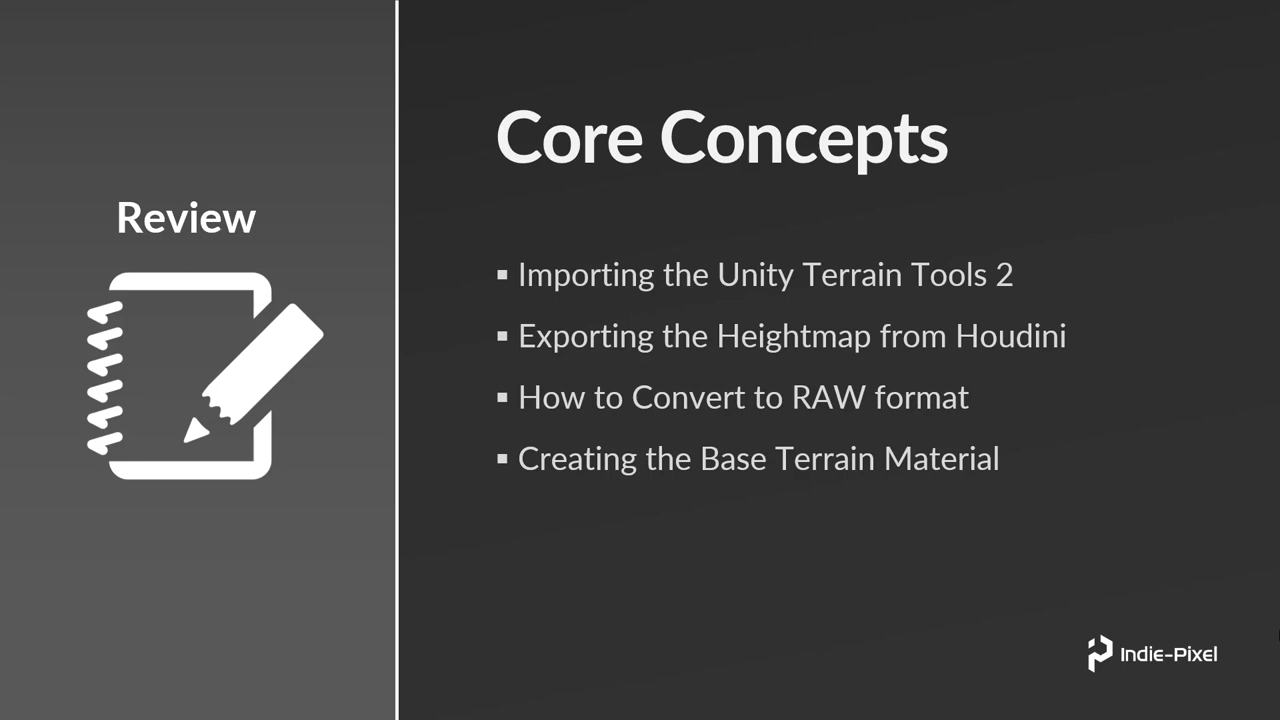 Review
Core Concepts
▪ Importing the Unity Terrain Tools 2
▪ Exporting the Heightmap from Houdini
▪ How to Convert to RAW format
▪ Creating the Base Terrain Material
Indie-Pixel